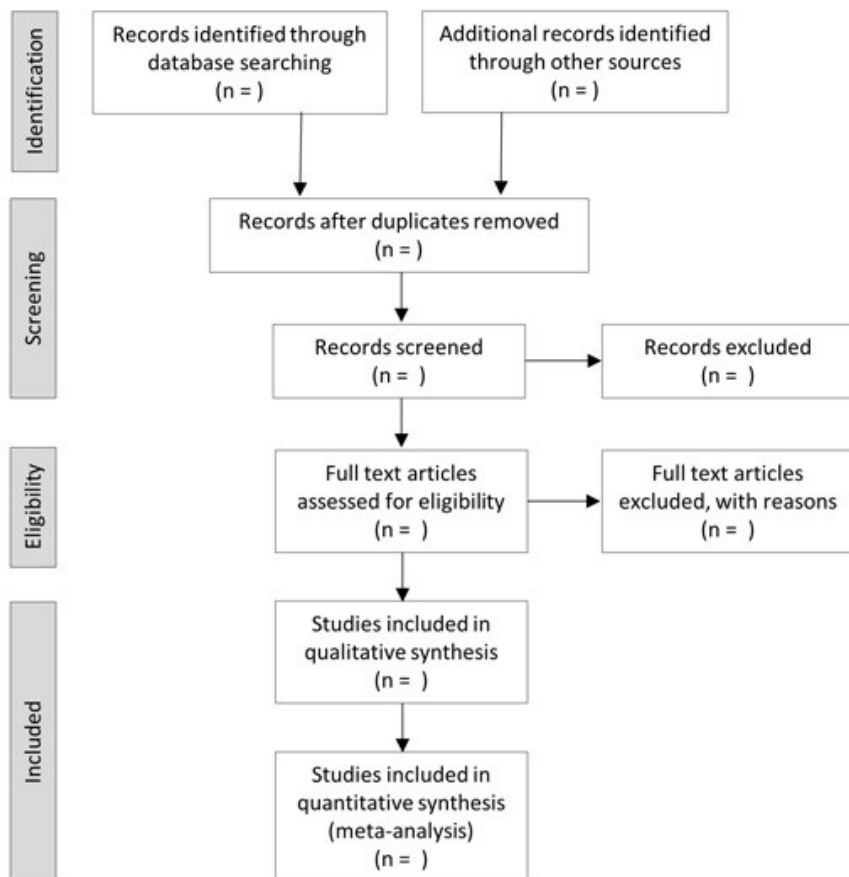 Identification
Records identified through
database searching
(n = )
Additional records identified
through other sources
(n = )
Screening
Records after duplicates removed
(n = )
Records screened
(n =  )
Records excluded
(n =  )
Eligibility
Full text articles
assessed for eligibility
(n =  )
Full text articles
excluded, with reasons
(n =  )
Included
Studies included in
qualitative synthesis
(n =  )
Studies included in
quantitative synthesis
(meta-analysis)
(n =  )